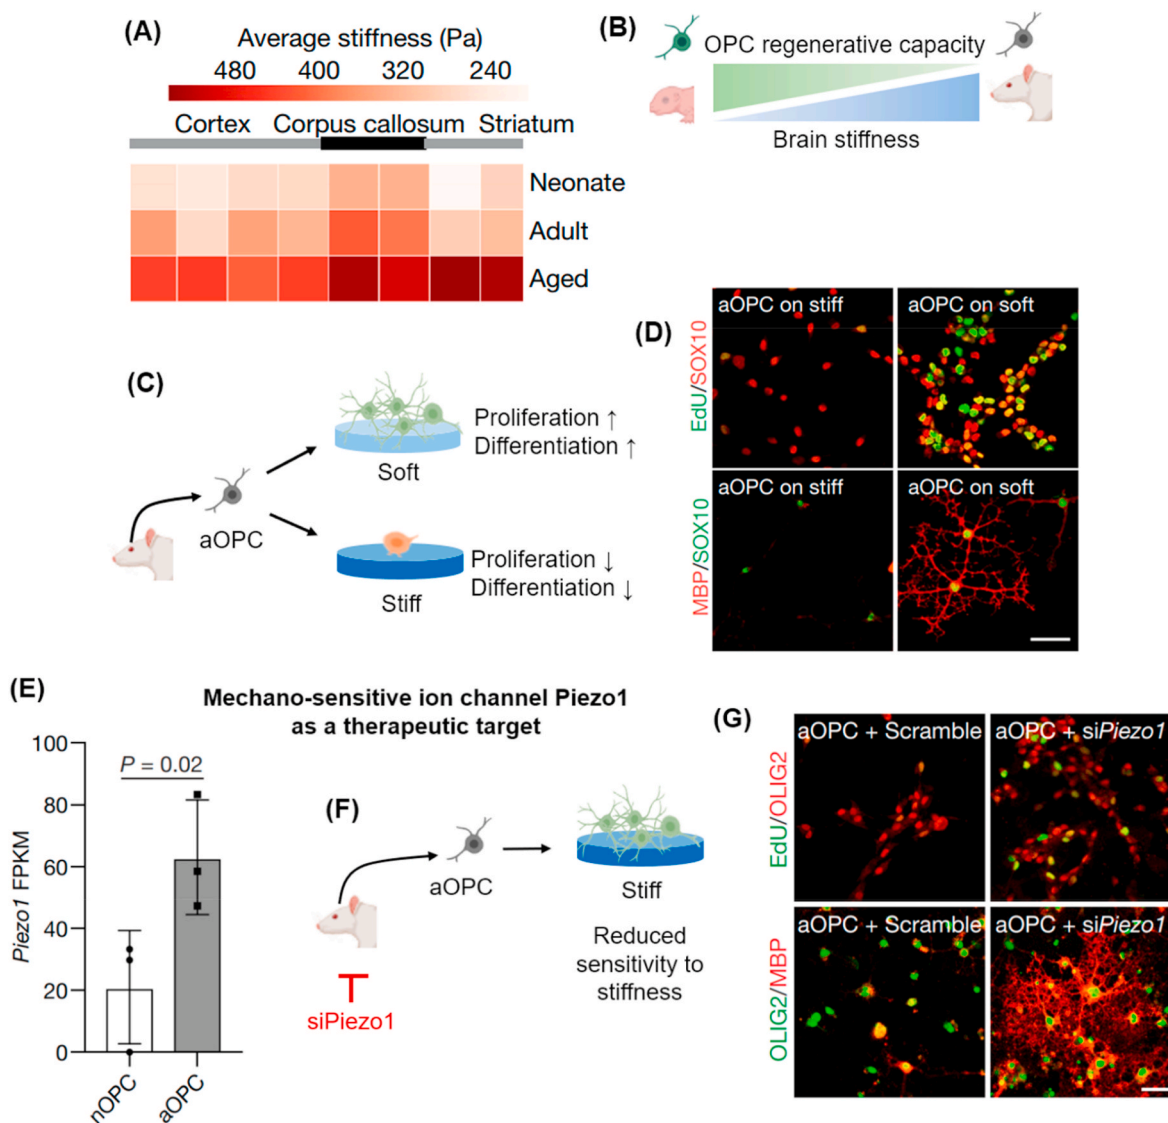 (A)
Average stiffness (Pa)
480 400 320 240
Cortex Corpus callosum Striatum
Neonate
Adult
Aged
(B)
OPC regenerative capacity
Brain stiffness
(C)
aOPC
Soft
Proliferation ↑
Differentiation ↑
Stiff
Proliferation ↓
Differentiation ↓
(D)
aOPC on stiff aOPC on soft
EdU/SOX10
aOPC on stiff aOPC on soft
MBP/SOX10
(E)
Mechano-sensitive ion channel Piezo1
as a therapeutic target
P = 0.02
Piezo1 FPKM
100
80
60
40
20
0
nOPC aOPC
(F)
aOPC
Stiff
Reduced
sensitivity to
stiffness
siPiezo1
(G)
aOPC + Scramble aOPC + siPiezo1
EdU/OLIG2
aOPC + Scramble aOPC + siPiezo1
OLIG2/MBP